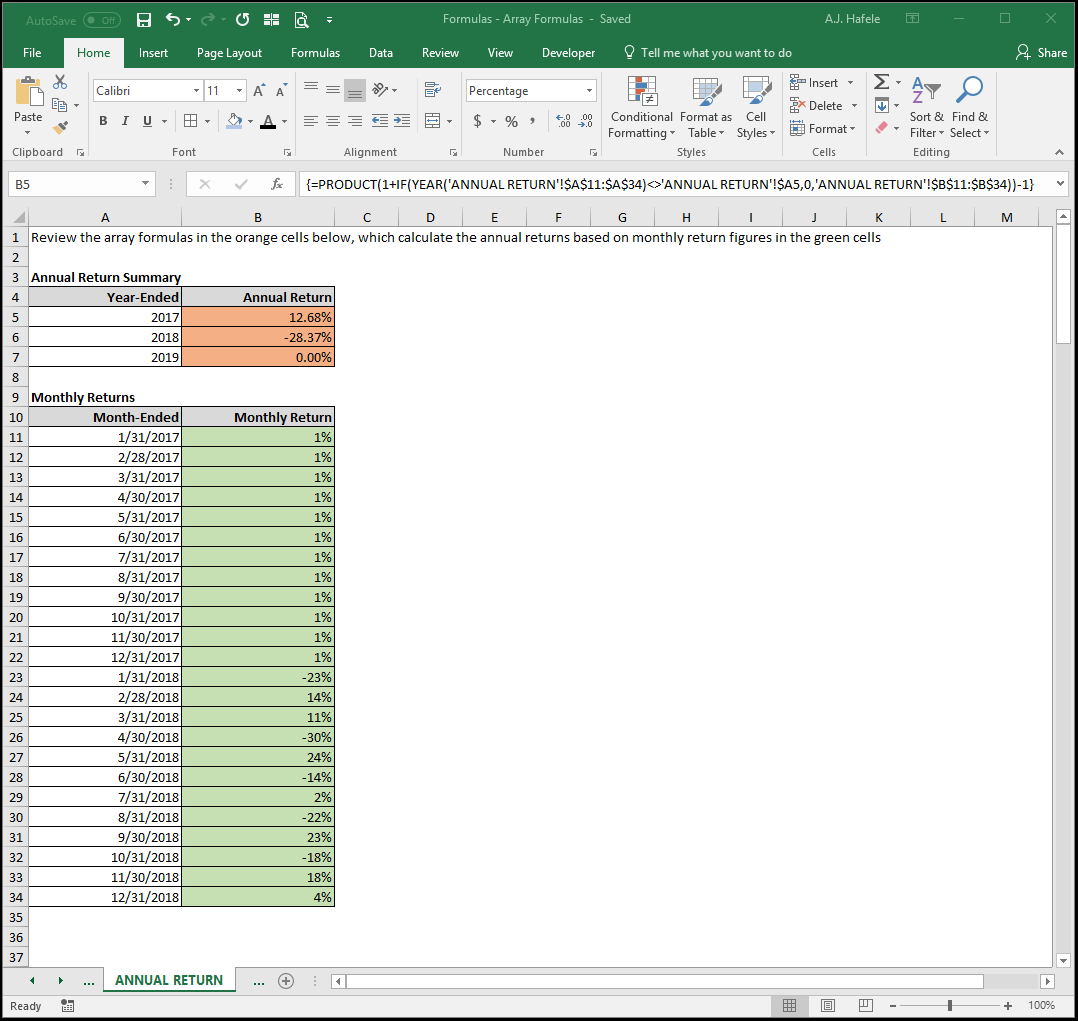 AutoSave Off Formulas - Array Formulas - Saved A.J. Hafele
File Home Insert Page Layout Formulas Data Review View Developer Tell me what you want to do Share
Calibri 11 Percentage
Paste
B I U $ % , Conditional Formatting Format as Table Cell Styles
Insert Delete Format Sort & Filter Find & Select
Clipboard Font Alignment Number Styles Cells Editing
B5 fx {=PRODUCT(1+IF(YEAR('ANNUAL RETURN'!$A$11:$A$34)<>'ANNUAL RETURN'!$A5,0,'ANNUAL RETURN'!$B$11:$B$34))-1}
A B C D E F G H I J K L M
1 Review the array formulas in the orange cells below, which calculate the annual returns based on monthly return figures in the green cells
2
3 Annual Return Summary
4 Year-Ended Annual Return
5 2017 12.68%
6 2018 -28.37%
7 2019 0.00%
8
9 Monthly Returns
10 Month-Ended Monthly Return
11 1/31/2017 1%
12 2/28/2017 1%
13 3/31/2017 1%
14 4/30/2017 1%
15 5/31/2017 1%
16 6/30/2017 1%
17 7/31/2017 1%
18 8/31/2017 1%
19 9/30/2017 1%
20 10/31/2017 1%
21 11/30/2017 1%
22 12/31/2017 1%
23 1/31/2018 -23%
24 2/28/2018 14%
25 3/31/2018 11%
26 4/30/2018 -30%
27 5/31/2018 24%
28 6/30/2018 -14%
29 7/31/2018 2%
30 8/31/2018 -22%
31 9/30/2018 23%
32 10/31/2018 -18%
33 11/30/2018 18%
34 12/31/2018 4%
35
36
37
... ANNUAL RETURN ...
Ready 100%